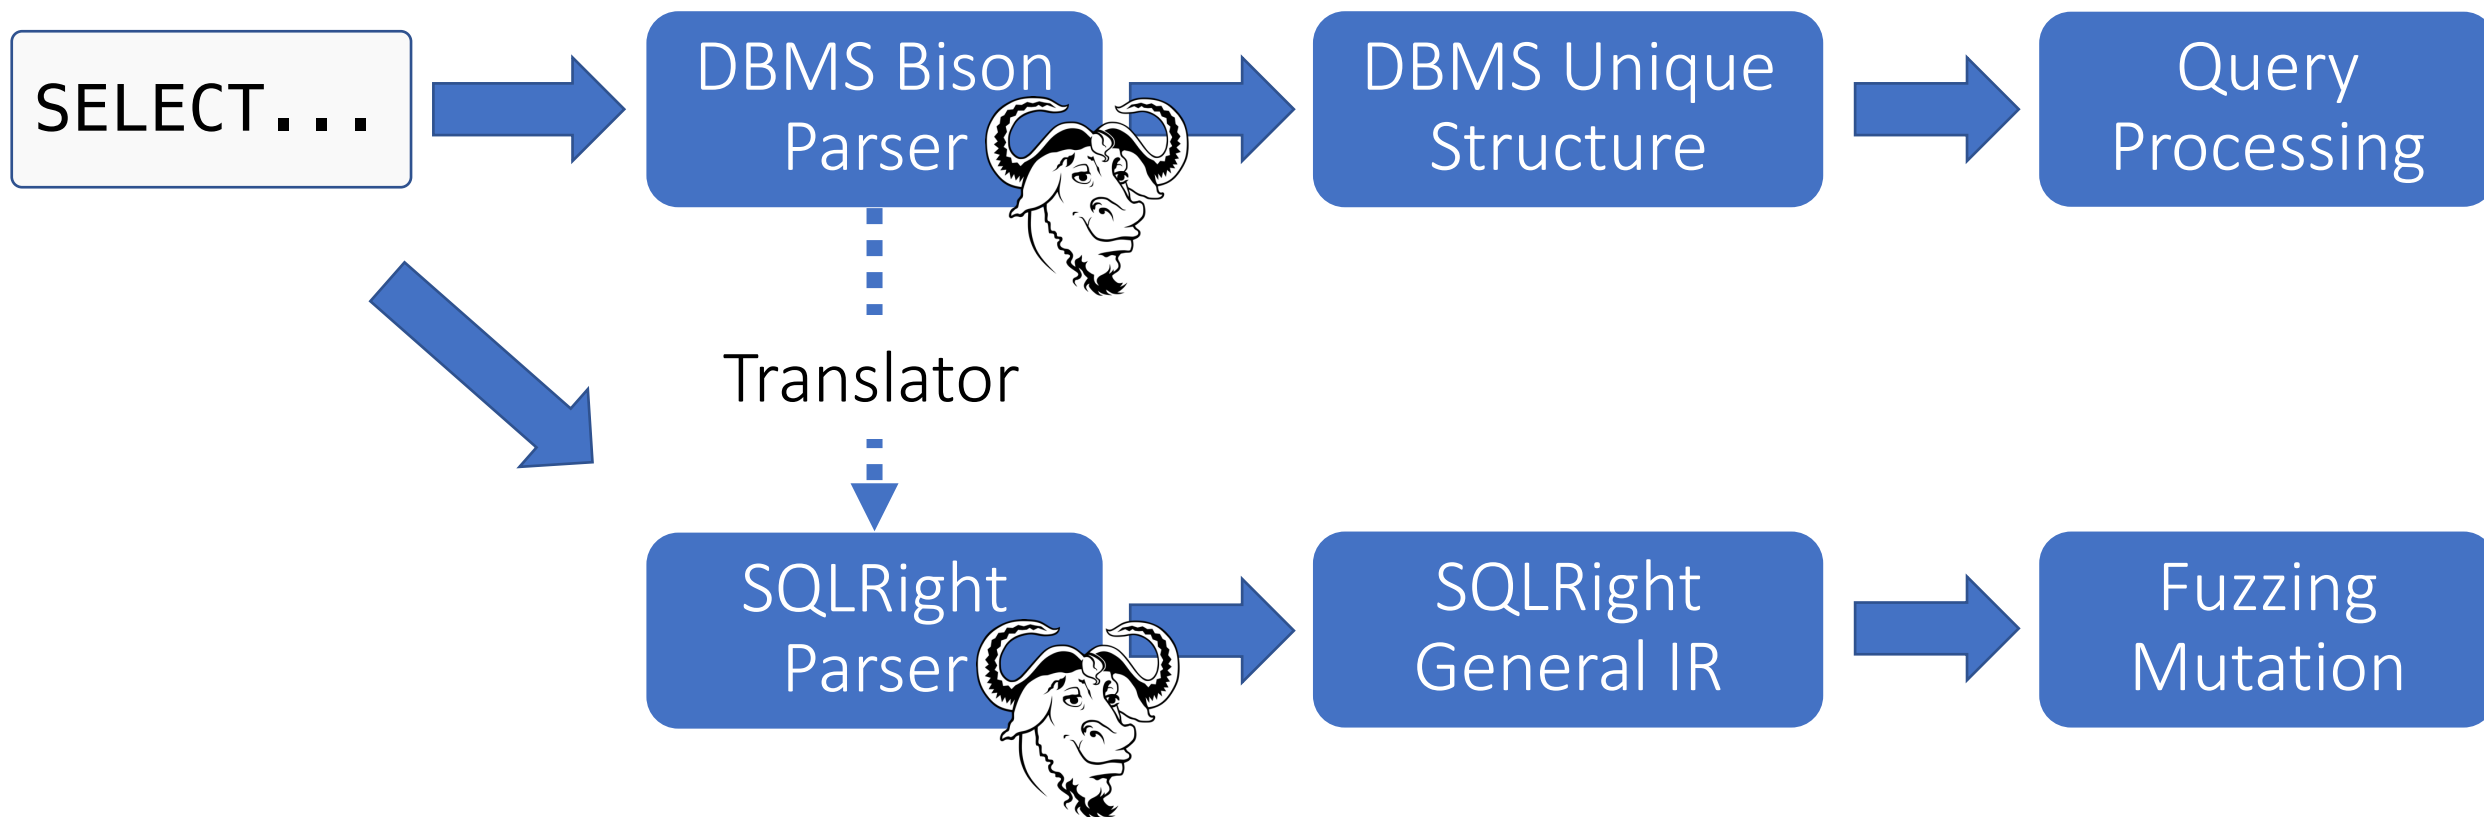 SELECT...
DBMS Bison
Parser
DBMS Unique
Structure
Query
Processing
Translator
SQLRight
Parser
SQLRight
General IR
Fuzzing
Mutation